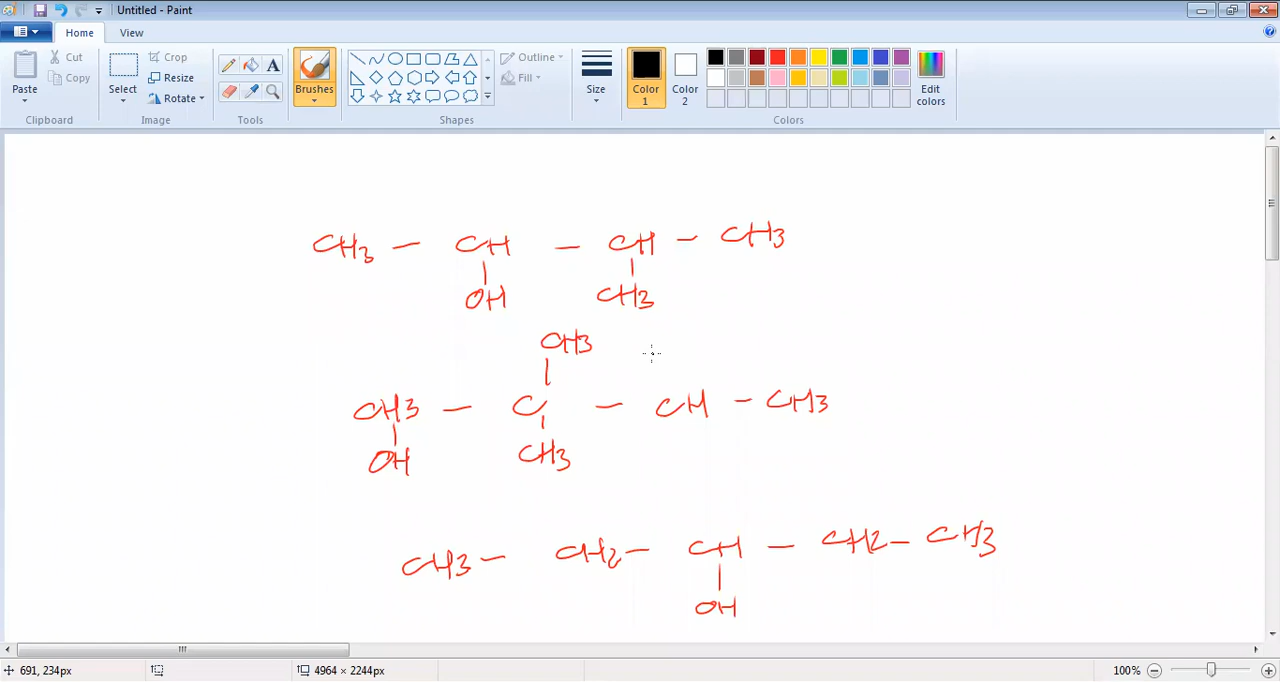 Untitled - Paint
Home View
Paste Cut Copy
Clipboard
Select Crop Resize Rotate
Image
A
Tools
Brushes
Outline Fill
Shapes
Size
Color 1
Color 2
Edit colors
Colors
CH3 - CH - CH - CH3
OH CH3
CH3
CH3 - C - CH - CH3
OH CH3
CH3 - CH2 - CH - CH2 - CH3
OH
691, 234px 4964 × 2244px 100%